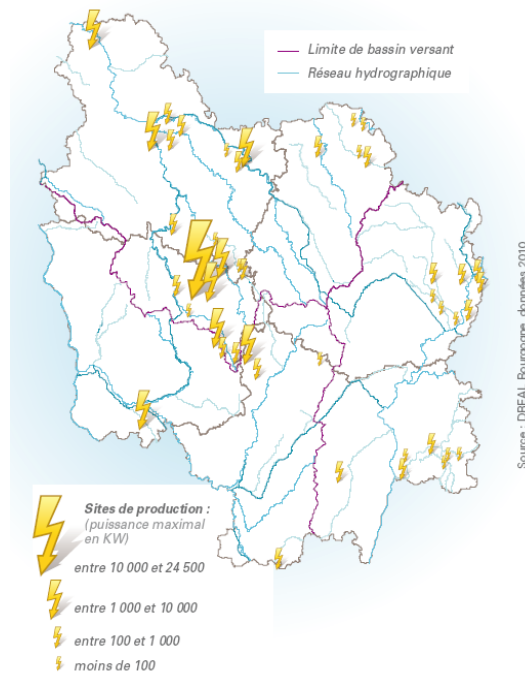 Limite de bassin versant
Réseau hydrographique
Source : DREAL Bourgogne, données 2010
Sites de production :
(puissance maximal
en KW)
entre 10 000 et 24 500
entre 1 000 et 10 000
entre 100 et 1 000
moins de 100